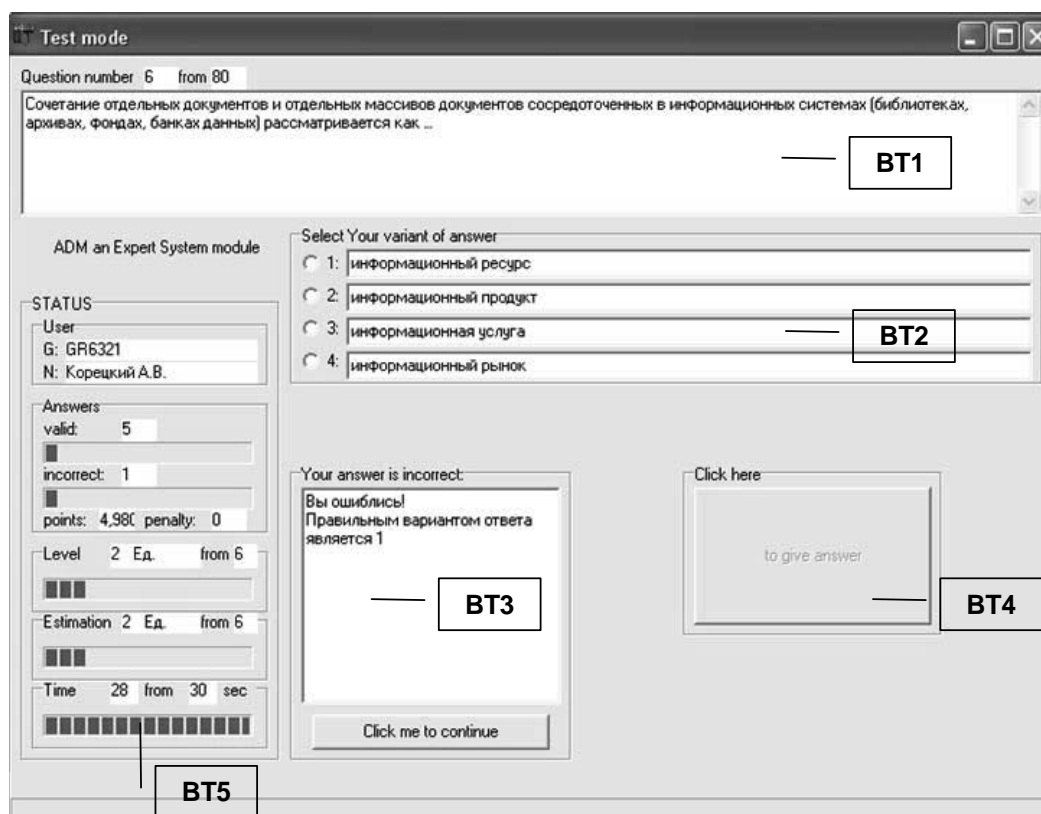 Test mode
Question number 6 from 80
Сочетание отдельных документов и отдельных массивов документов сосредоточенных в информационных системах (библиотеках,
архивах, фондах, банках данных) рассматривается как ...
BT1
ADM an Expert System module
Select Your variant of answer
1: информационный ресурс
2: информационный продукт
3: информационная услуга
BT2
4: информационный рынок
STATUS
User
G: GR6321
N: Корецкий А.В.
Answers
valid: 5
incorrect: 1
points: 4,980 penalty: 0
Level 2 Ед. from 6
Estimation 2 Ед. from 6
Time 28 from 30 sec
BT5
Your answer is incorrect:
Вы ошиблись!
Правильным вариантом ответа
является 1
BT3
Click me to continue
Click here
to give answer
BT4